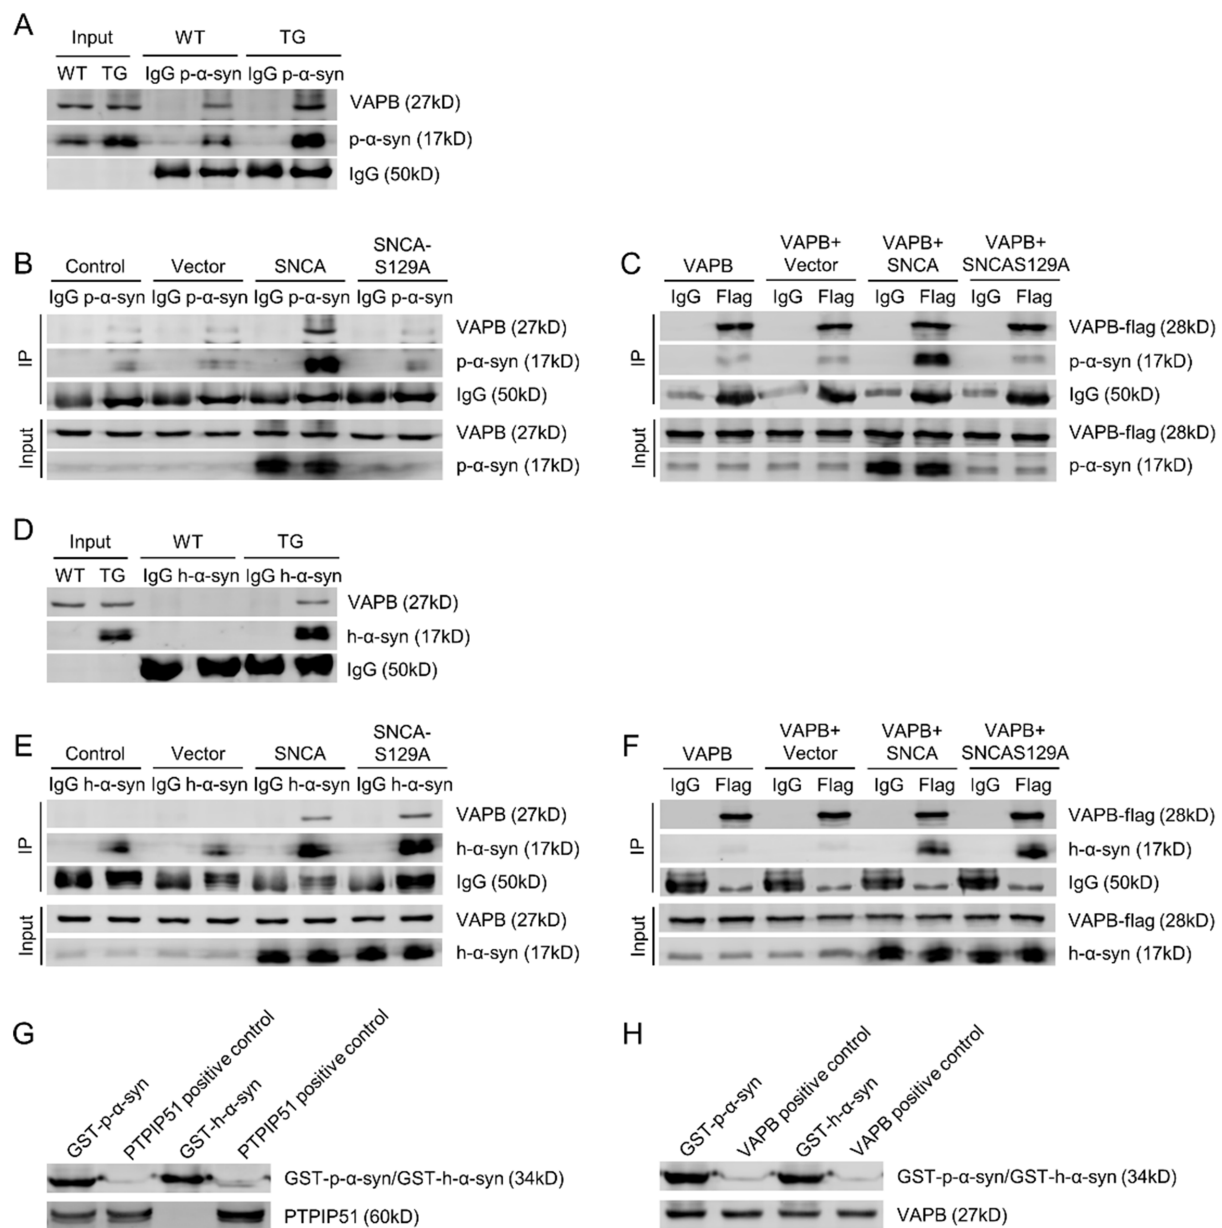 A
Input WT TG
WT TG IgG p-α-syn IgG p-α-syn
VAPB (27kD)
p-α-syn (17kD)
IgG (50kD)
B
Control Vector SNCA SNCA-
S129A
IgG p-α-syn IgG p-α-syn IgG p-α-syn IgG p-α-syn
IP
VAPB (27kD)
p-α-syn (17kD)
IgG (50kD)
Input
VAPB (27kD)
p-α-syn (17kD)
C
VAPB VAPB+ VAPB+ VAPB+
Vector SNCA SNCAS129A
IgG Flag IgG Flag IgG Flag IgG Flag
IP
VAPB-flag (28kD)
p-α-syn (17kD)
IgG (50kD)
Input
VAPB-flag (28kD)
p-α-syn (17kD)
D
Input WT TG
WT TG IgG h-α-syn IgG h-α-syn
VAPB (27kD)
h-α-syn (17kD)
IgG (50kD)
E
Control Vector SNCA SNCA-
S129A
IgG h-α-syn IgG h-α-syn IgG h-α-syn IgG h-α-syn
IP
VAPB (27kD)
h-α-syn (17kD)
IgG (50kD)
Input
VAPB (27kD)
h-α-syn (17kD)
F
VAPB VAPB+ VAPB+ VAPB+
Vector SNCA SNCAS129A
IgG Flag IgG Flag IgG Flag IgG Flag
IP
VAPB-flag (28kD)
h-α-syn (17kD)
IgG (50kD)
Input
VAPB-flag (28kD)
h-α-syn (17kD)
G
GST-p-α-syn
PTPIP51 positive control
GST-h-α-syn
PTPIP51 positive control
GST-p-α-syn/GST-h-α-syn (34kD)
PTPIP51 (60kD)
H
GST-p-α-syn
VAPB positive control
GST-h-α-syn
VAPB positive control
GST-p-α-syn/GST-h-α-syn (34kD)
VAPB (27kD)